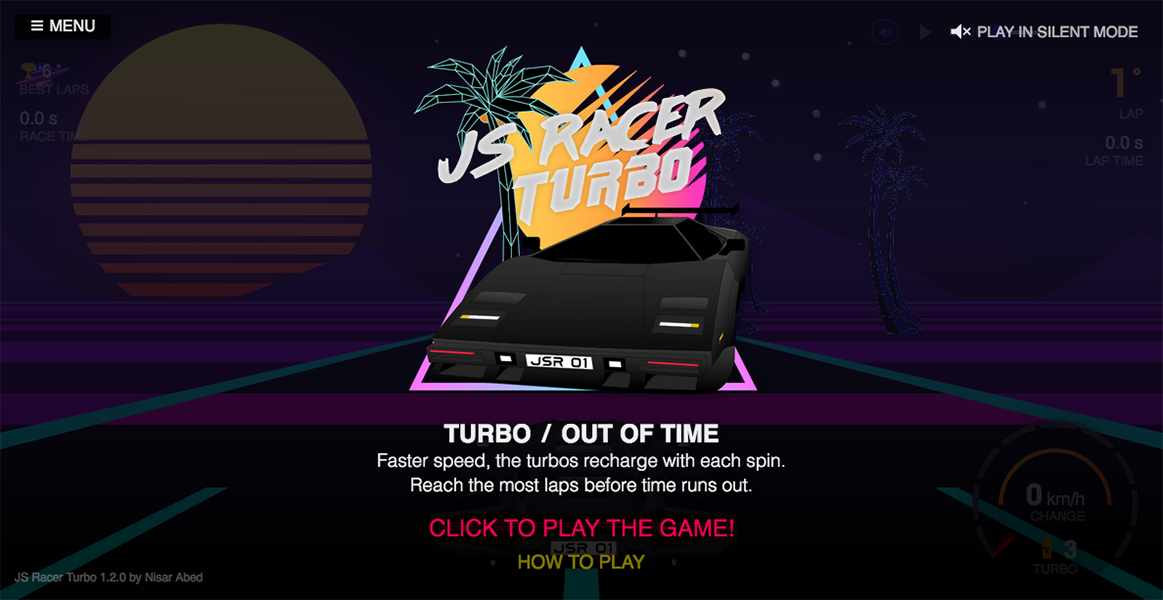 MENU
PLAY IN SILENT MODE
6
BEST LAPS
0.0 s
RACE TIME
1°
LAP
0.0 s
LAP TIME
JS RACER
TURBO
JSR 01
TURBO / OUT OF TIME
Faster speed, the turbos recharge with each spin.
Reach the most laps before time runs out.
CLICK TO PLAY THE GAME!
JSR 01
HOW TO PLAY
0 km/h
CHANGE
3
TURBO
JS Racer Turbo 1.2.0 by Nisar Abed